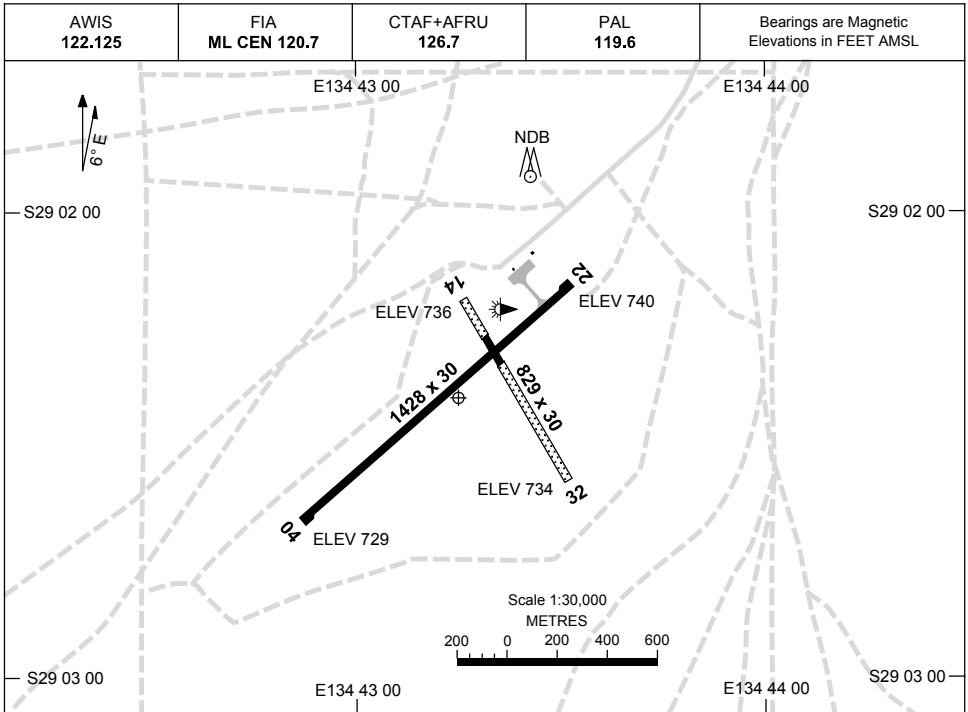 AWIS
122.125
FIA
ML CEN 120.7
CTAF+AFRU
126.7
PAL
119.6
Bearings are Magnetic
Elevations in FEET AMSL
E134 43 00
E134 44 00
6° E
NDB
S29 02 00
S29 02 00
14
22
ELEV 736
ELEV 740
1428 x 30
829 x 30
ELEV 734
32
04
ELEV 729
Scale 1:30,000
METRES
200 0 200 400 600
S29 03 00
S29 03 00
E134 43 00
E134 44 00